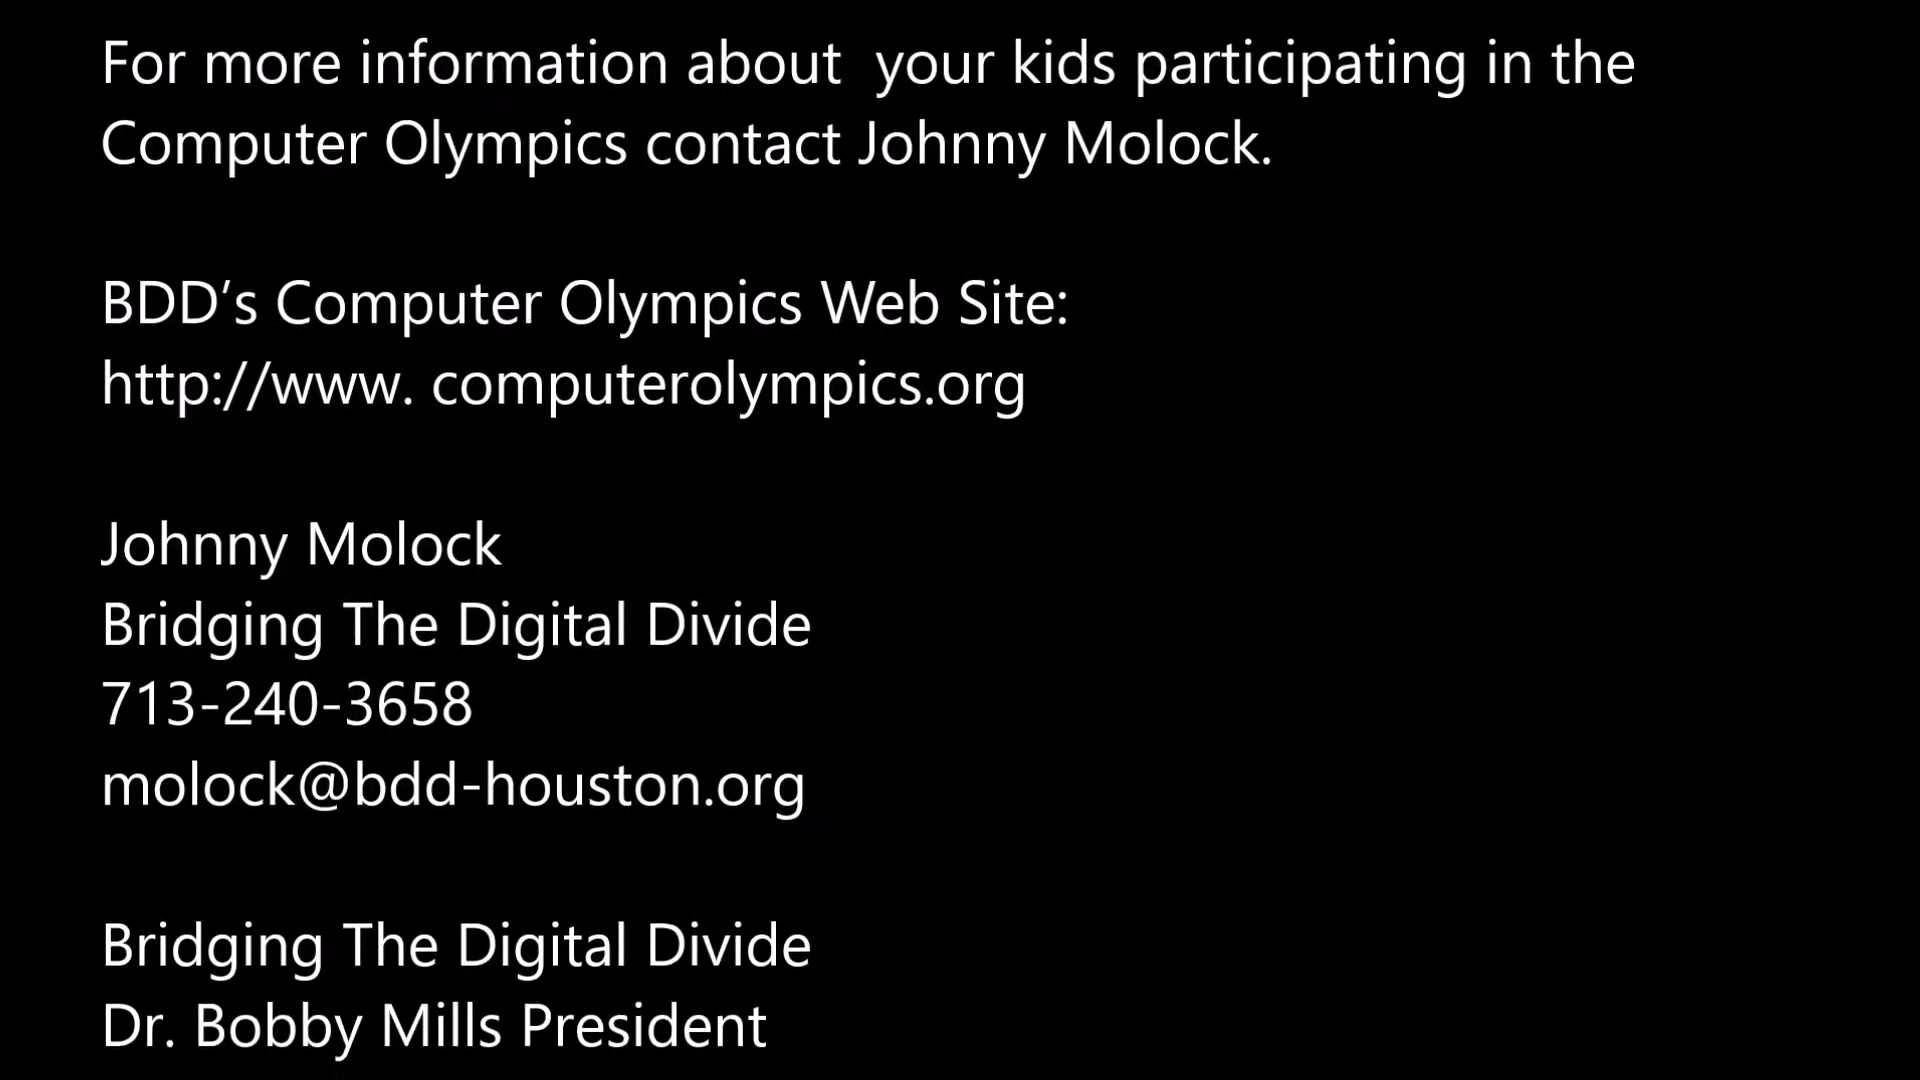 For more information about  your kids participating in the
Computer Olympics contact Johnny Molock.
BDD’s Computer Olympics Web Site:
http://www. computerolympics.org
Johnny Molock
Bridging The Digital Divide
713-240-3658
molock@bdd-houston.org
Bridging The Digital Divide
Dr. Bobby Mills President